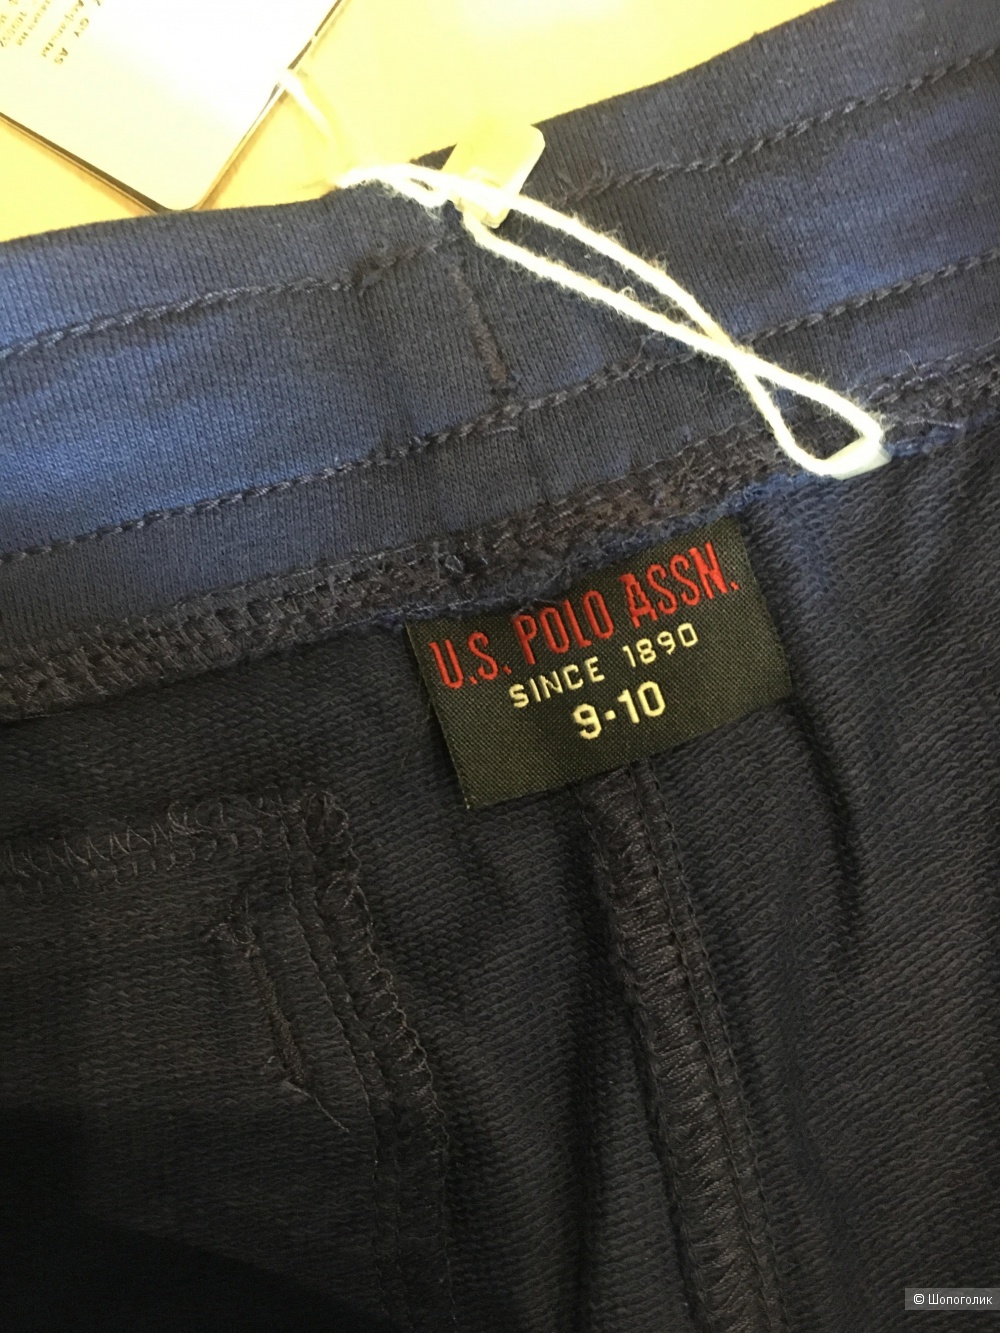 U.S. POLO ASSN.
SINCE 1890
9-10
© Шопоголик